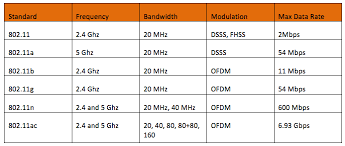 Standard Frequency Bandwidth Modulation Max Data Rate
802.11 2.4 Ghz 20 MHz DSSS, FHSS 2Mbps
802.11a 5 Ghz 20 MHz DSSS 54 Mbps
802.11b 2.4 Ghz 20 MHz OFDM 11 Mbps
802.11g 2.4 Ghz 20 MHz OFDM 54 Mbps
802.11n 2.4 and 5 Ghz 20 MHz, 40 MHz OFDM 600 Mbps
802.11ac 2.4 and 5 Ghz 20, 40, 80, 80+80, OFDM 6.93 Gbps
160